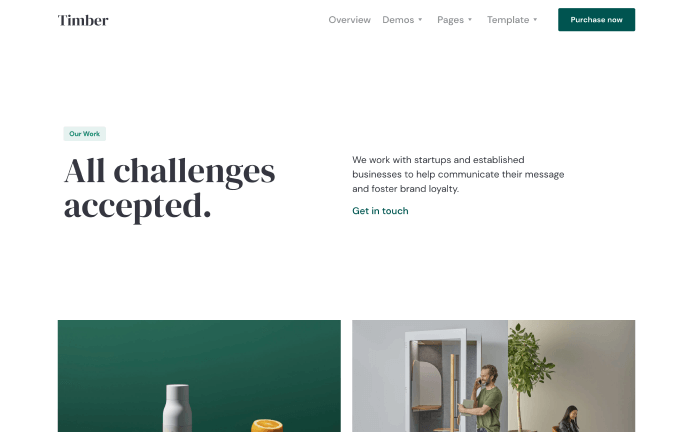 Timber
Overview Demos Pages Template Purchase now
Our Work
All challenges
accepted.
We work with startups and established
businesses to help communicate their message
and foster brand loyalty.
Get in touch